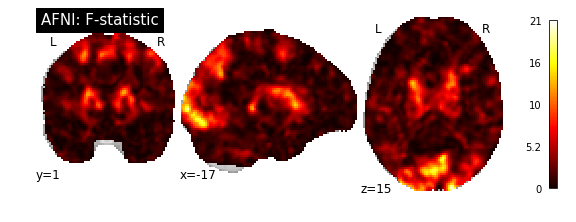 AFNI: F-statistic
L R
L R
21
16
10
5.2
0
y=1
x=-17
z=15